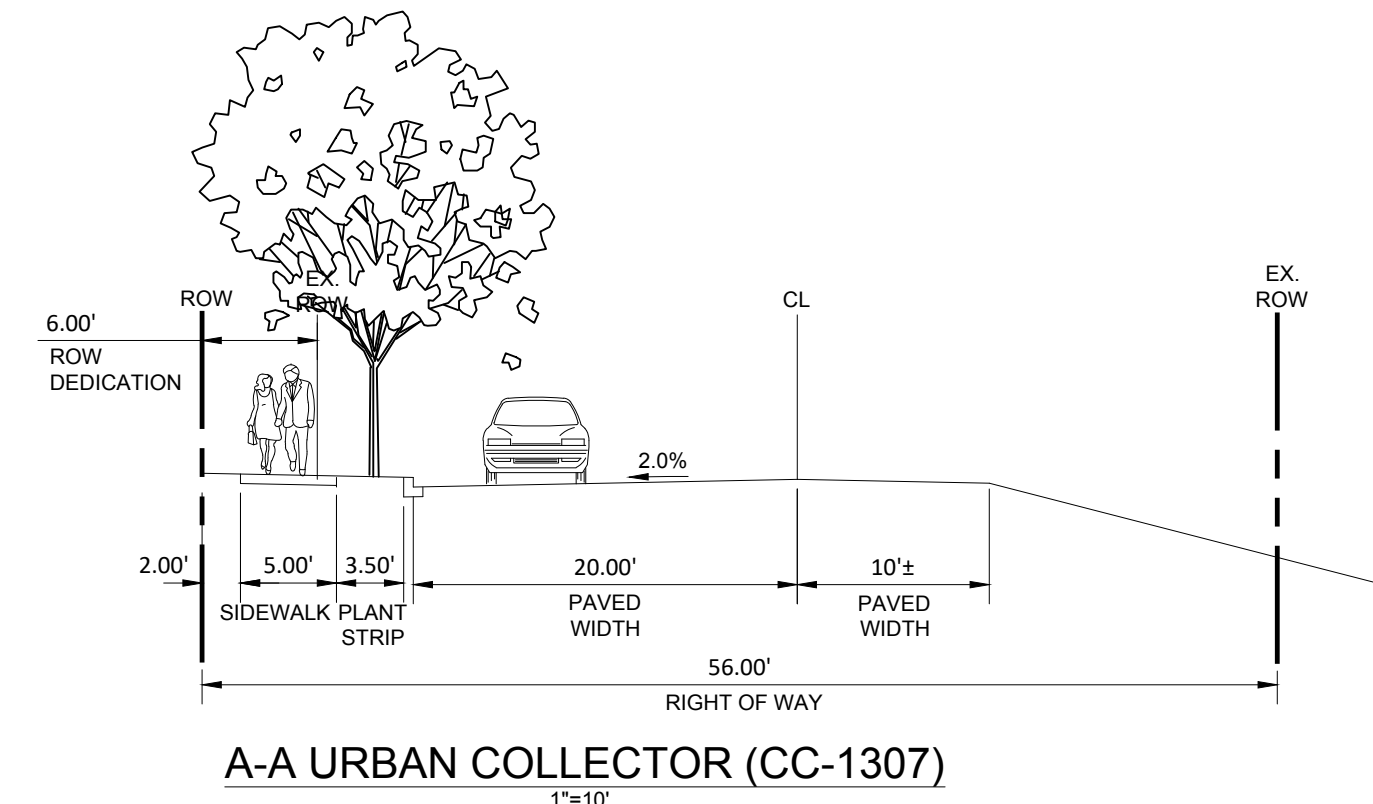 EX.
ROW
ROW
EX.
ROW
CL
6.00'
ROW
DEDICATION
2.0%
2.00'
5.00'
3.50'
20.00'
10'±
SIDEWALK
PLANT
STRIP
PAVED
WIDTH
PAVED
WIDTH
56.00'
RIGHT OF WAY
A-A URBAN COLLECTOR (CC-1307)
1"=10'